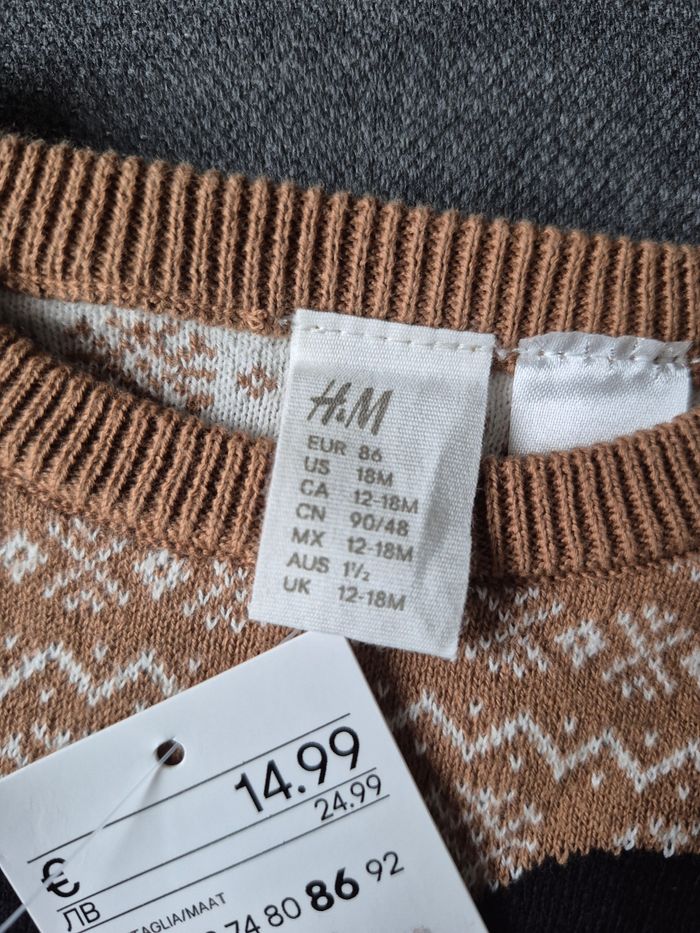 H&M
EUR 86
US 18M
CA 12-18M
CN 90/48
MX 12-18M
AUS 1½
UK 12-18M
14.99
24.99
€
ЛВ
TAGLIA/MAAT
74 80 86 92